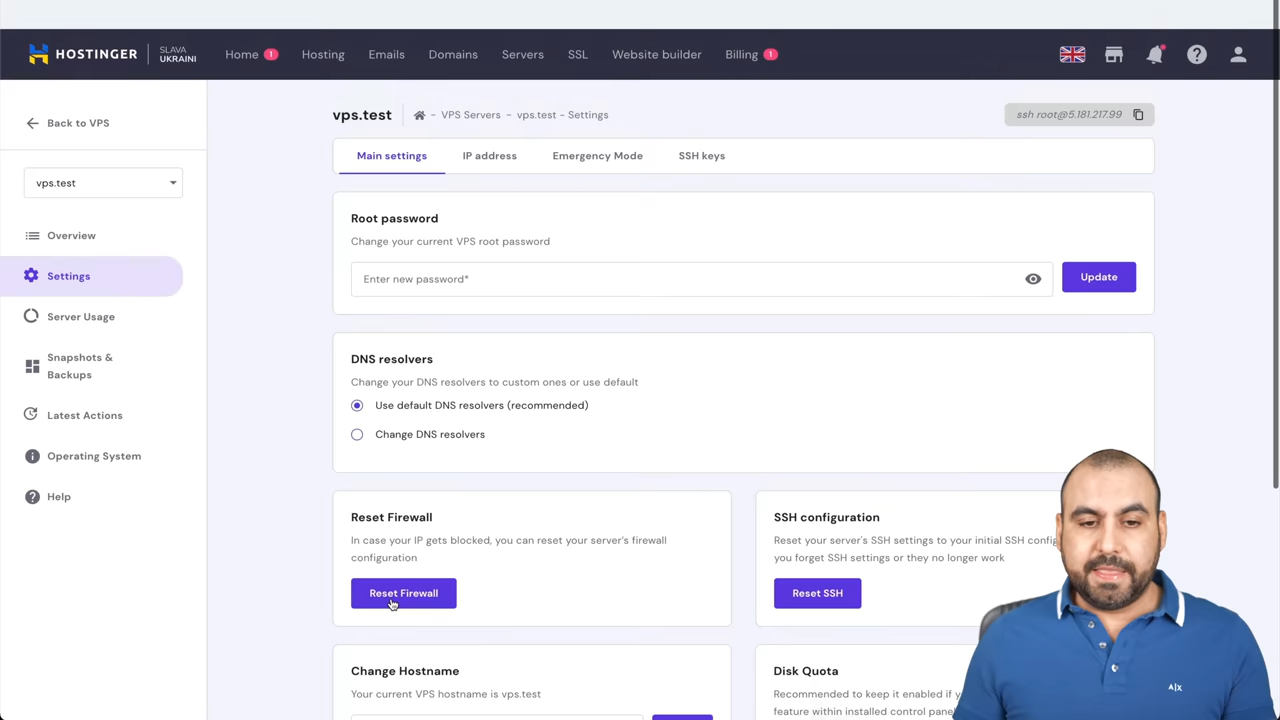 HOSTINGER
SLAVA
UKRAINI
Home 1
Hosting
Emails
Domains
Servers
SSL
Website builder
Billing 1
Back to VPS
vps.test
Overview
Settings
Server Usage
Snapshots &
Backups
Latest Actions
Operating System
Help
vps.test
- VPS Servers - vps.test - Settings
ssh root@5.181.217.99
Main settings
IP address
Emergency Mode
SSH keys
Root password
Change your current VPS root password
Enter new password*
Update
DNS resolvers
Change your DNS resolvers to custom ones or use default
Use default DNS resolvers (recommended)
Change DNS resolvers
Reset Firewall
In case your IP gets blocked, you can reset your server's firewall
configuration
Reset Firewall
SSH configuration
Reset your server's SSH settings to your initial SSH
you forget SSH settings or they no longer work
Reset SSH
Change Hostname
Your current VPS hostname is vps.test
Disk Quota
Recommended to keep it enabled if
feature within installed control
A|X